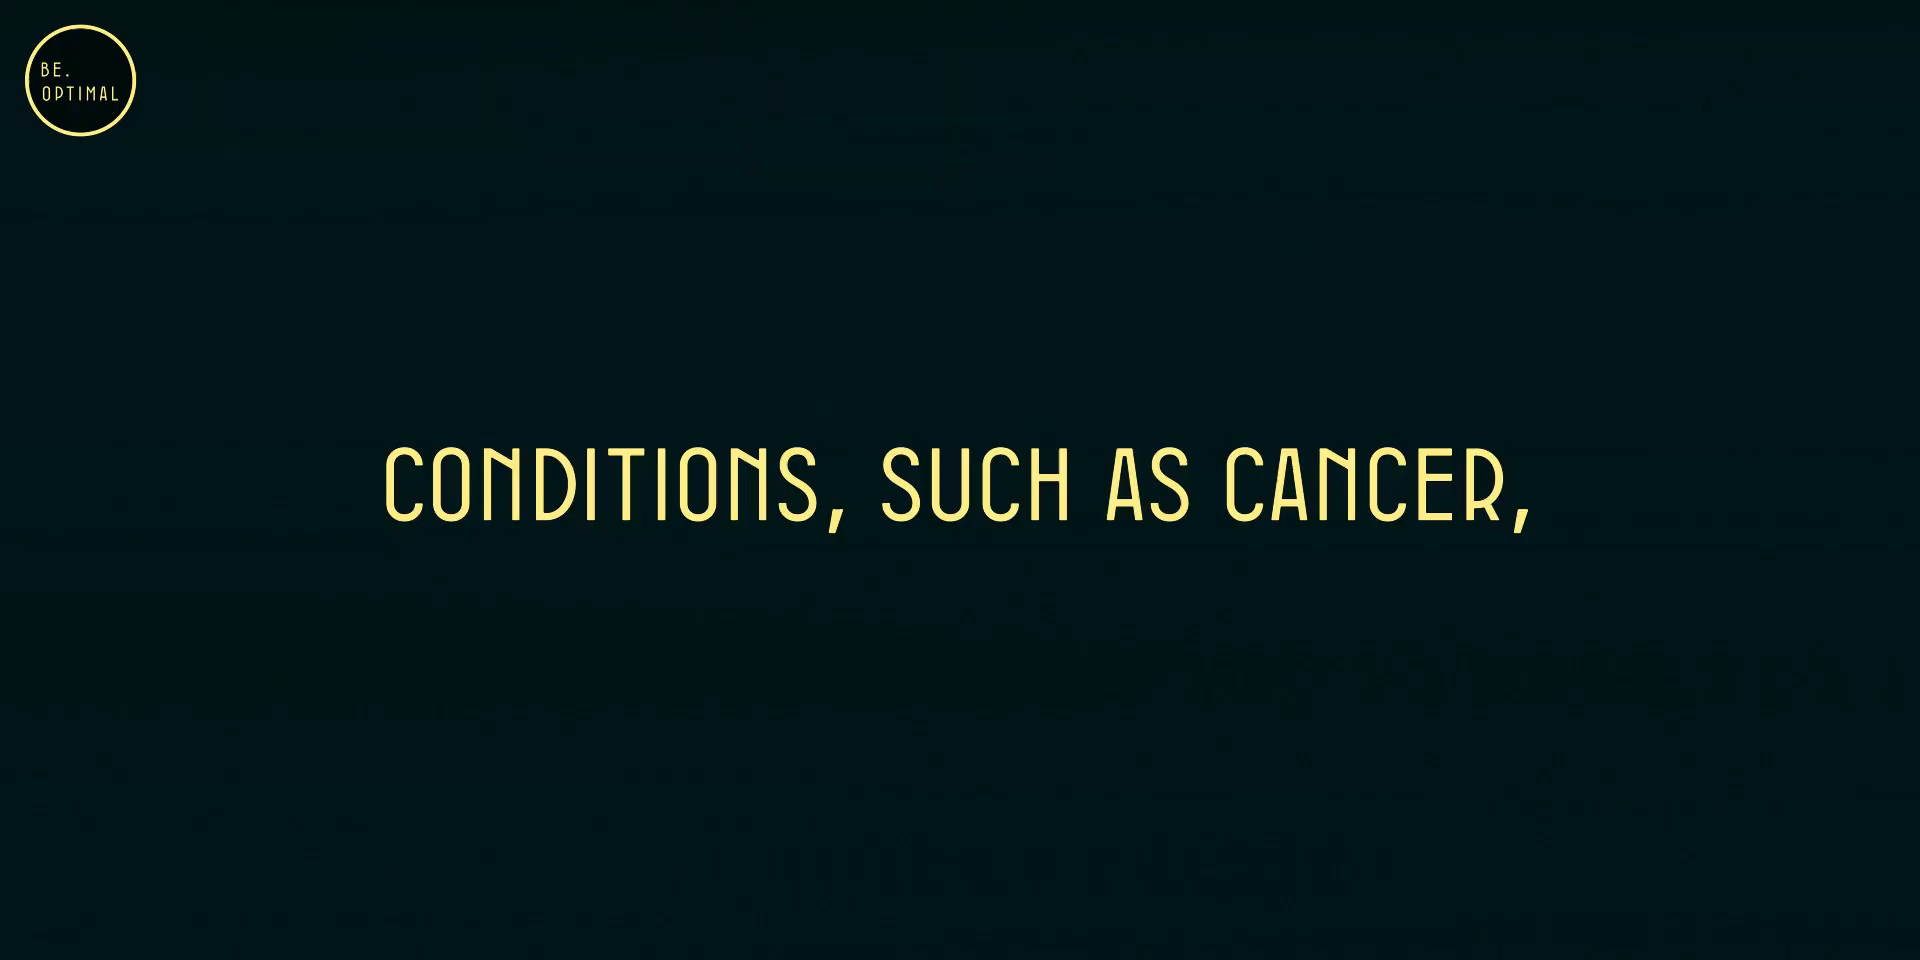 BE.
OPTIMAL
CONDITIONS, SUCH AS CANCER,